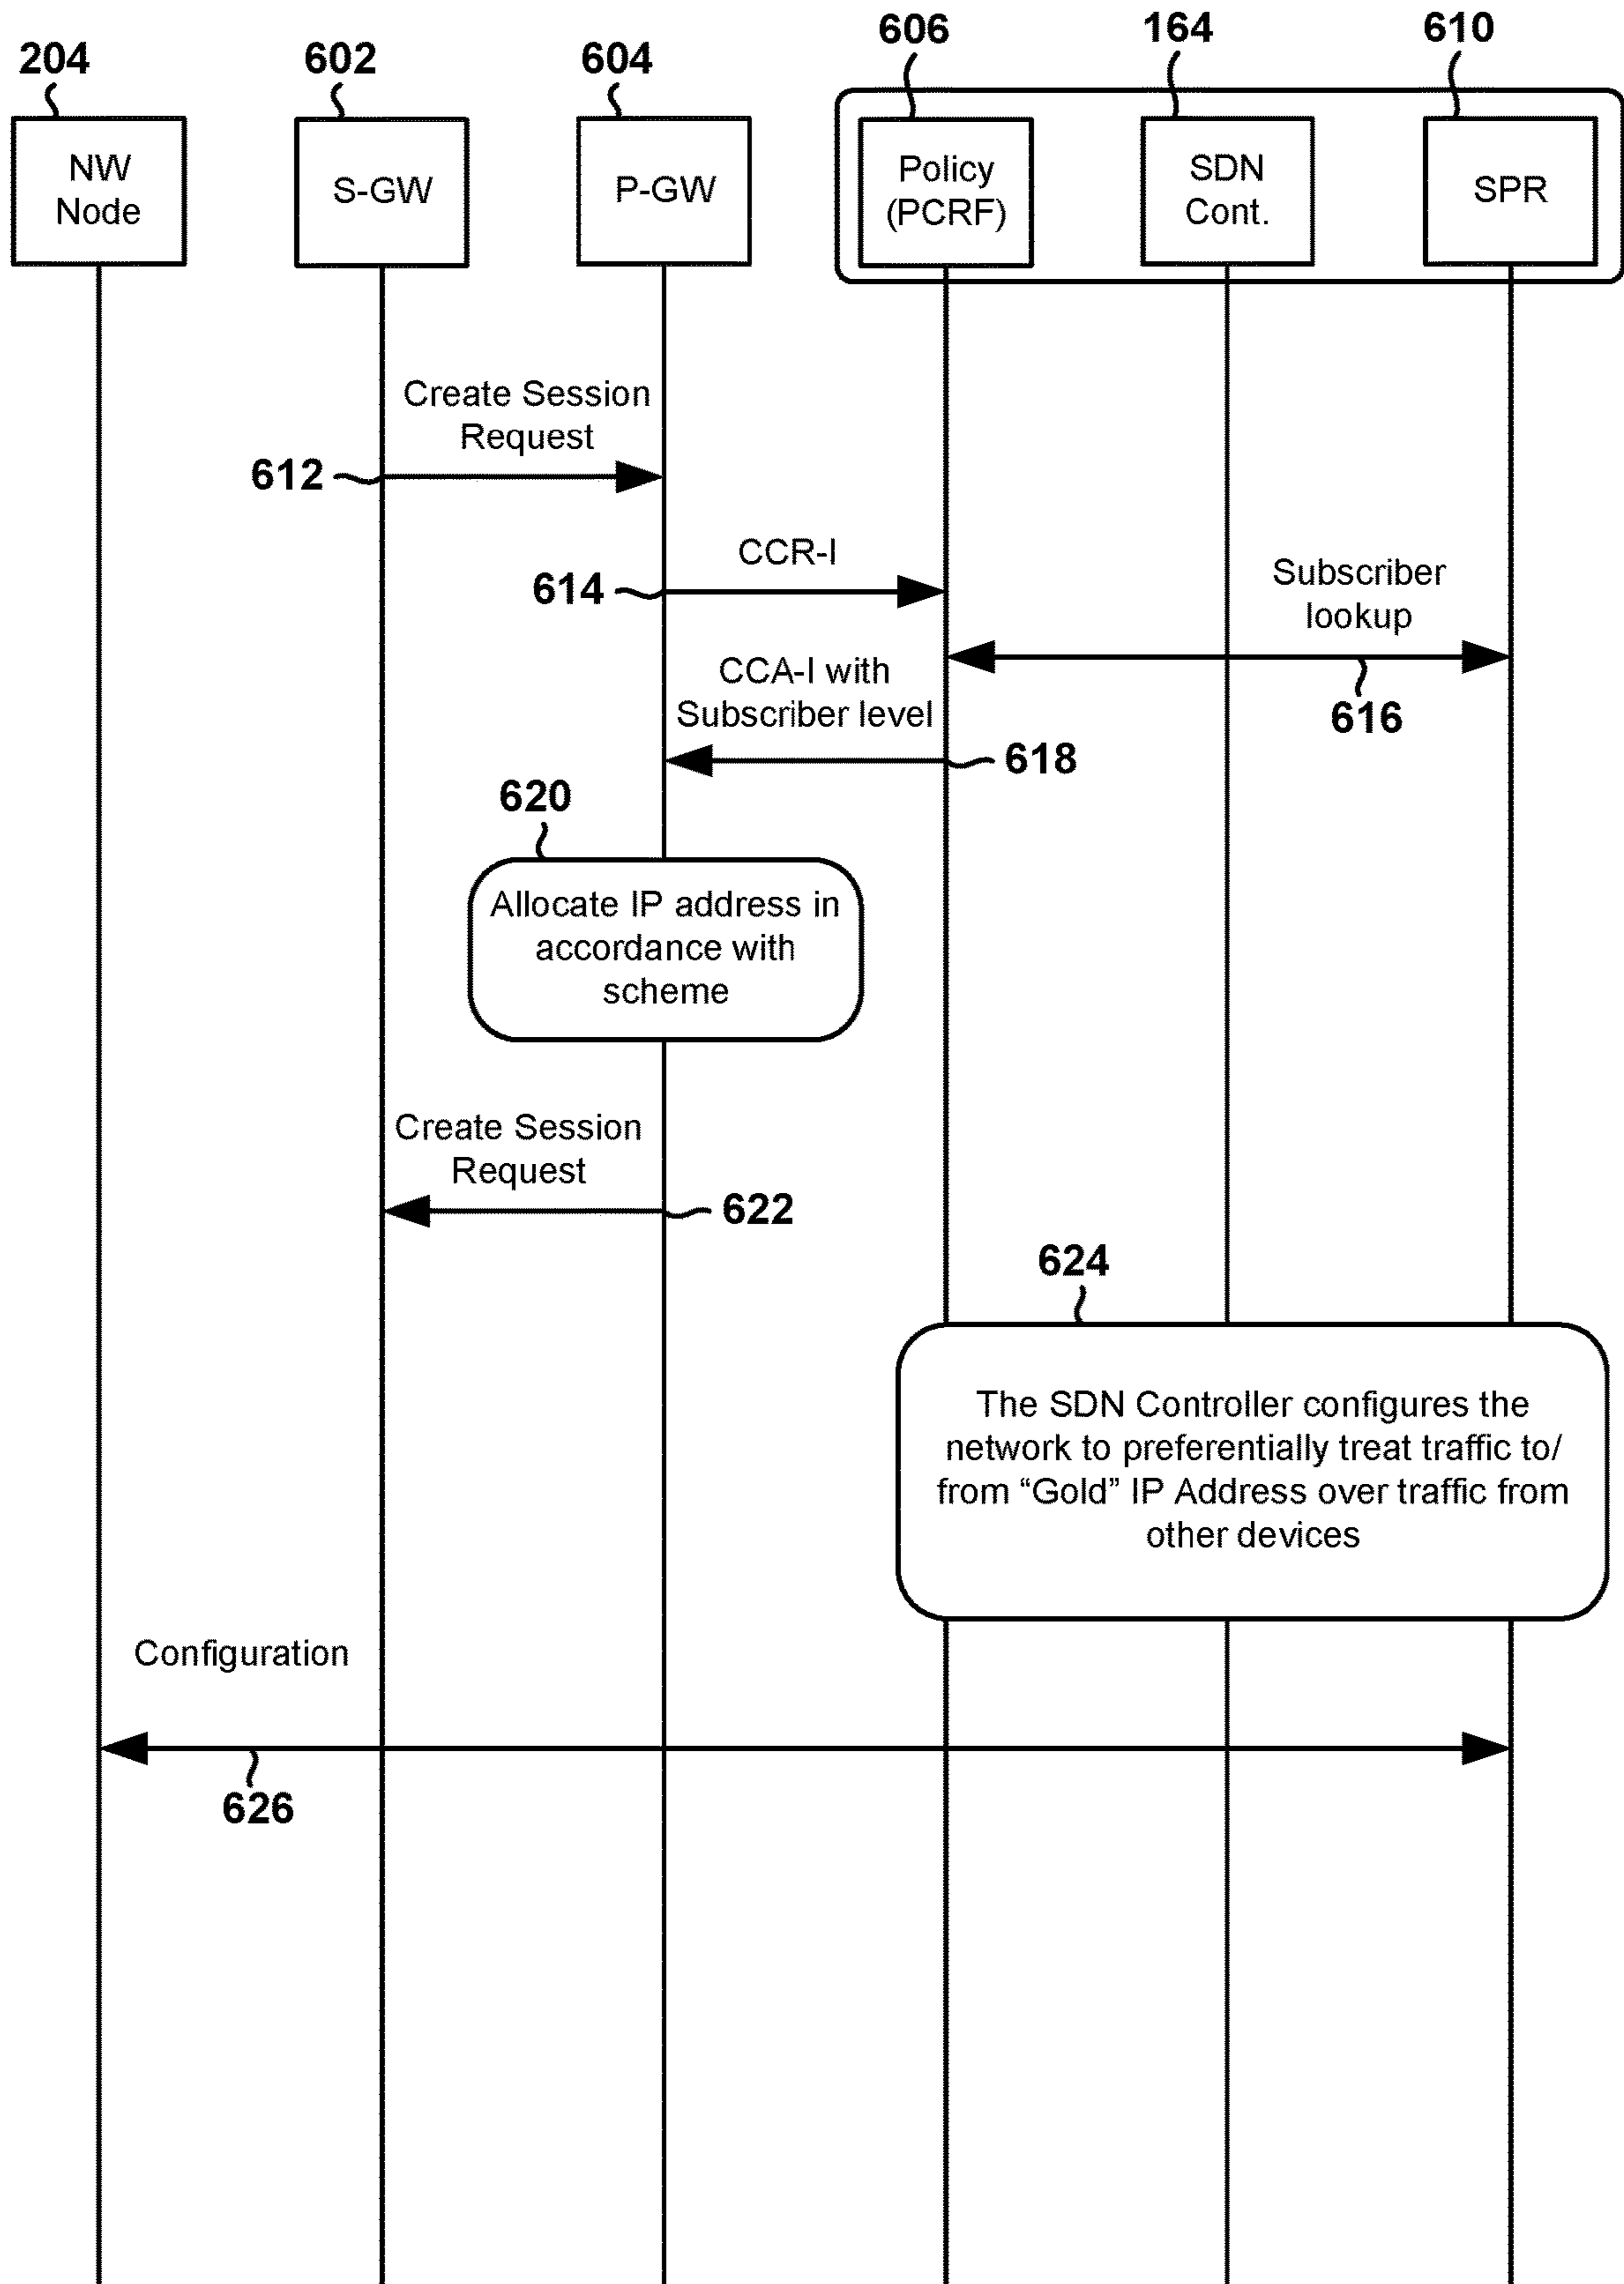 204
602
604
606
164
610
NW
Node
S-GW
P-GW
Policy
(PCRF)
SDN
Cont.
SPR
Create Session
Request
612
CCR-I
614
Subscriber
lookup
616
CCA-I with
Subscriber level
618
620
Allocate IP address in
accordance with
scheme
Create Session
Request
622
624
The SDN Controller configures the
network to preferentially treat traffic to/
from “Gold” IP Address over traffic from
other devices
Configuration
626